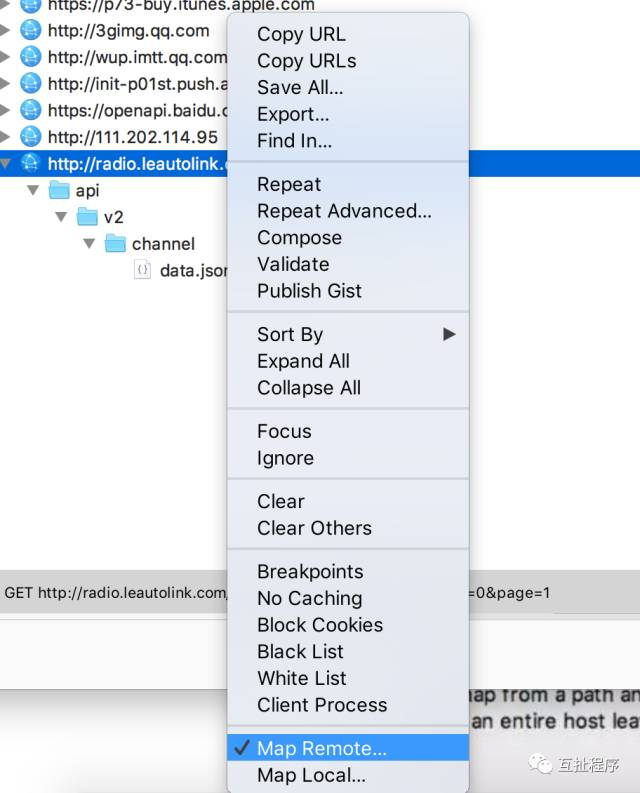 https://p73-buy.itunes.apple.com
http://3gimg.qq.com
http://wup.imtt.qq.com
http://init-p01st.push.a
https://openapi.baidu.c
http://111.202.114.95
http://radio.leautolink.
api
v2
channel
data.json
Copy URL
Copy URLs
Save All...
Export...
Find In...
Repeat
Repeat Advanced...
Compose
Validate
Publish Gist
Sort By
Expand All
Collapse All
Focus
Ignore
Clear
Clear Others
Breakpoints
No Caching
Block Cookies
Black List
White List
Client Process
Map Remote...
Map Local...
GET http://radio.leautolink.com, =0&page=1
map from a path an
an entire host lea
互扯程序